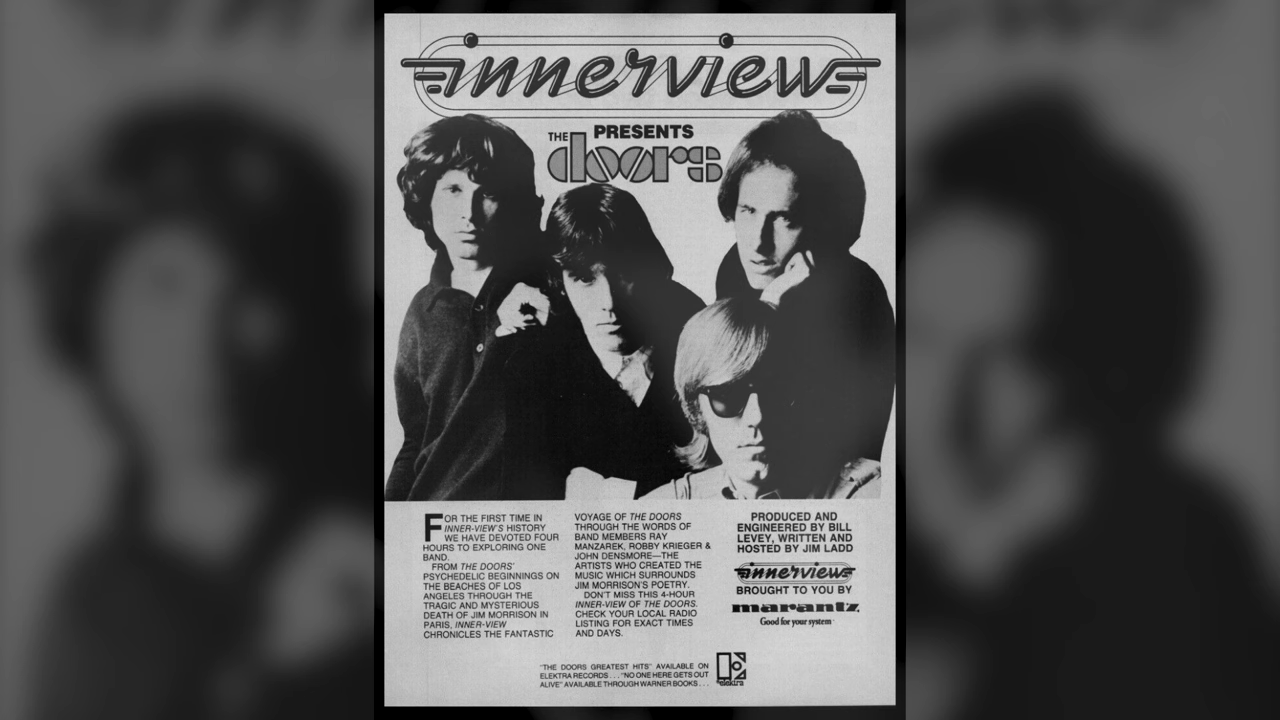 innerview
PRESENTS
THE doors
FOR THE FIRST TIME IN
INNER-VIEW'S HISTORY
WE HAVE DEVOTED FOUR
HOURS TO EXPLORING ONE
BAND.
FROM THE DOORS'
PSYCHEDELIC BEGINNINGS ON
THE BEACHES OF LOS
ANGELES THROUGH THE
TRAGIC AND MYSTERIOUS
DEATH OF JIM MORRISON IN
PARIS, INNER-VIEW
CHRONICLES THE FANTASTIC
VOYAGE OF THE DOORS
THROUGH THE WORDS OF
BAND MEMBERS RAY
MANZAREK, ROBBY KRIEGER &
JOHN DENSMORE—THE
ARTISTS WHO CREATED THE
MUSIC WHICH SURROUNDS
JIM MORRISON'S POETRY.
DON'T MISS THIS 4-HOUR
INNER-VIEW OF THE DOORS.
CHECK YOUR LOCAL RADIO
LISTING FOR EXACT TIMES
AND DAYS.
PRODUCED AND
ENGINEERED BY BILL
LEVEY, WRITTEN AND
HOSTED BY JIM LADD
innerview
BROUGHT TO YOU BY
marantz
Good for your system
"THE DOORS GREATEST HITS" AVAILABLE ON
ELEKTRA RECORDS . . . "NO ONE HERE GETS OUT
ALIVE" AVAILABLE THROUGH WARNER BOOKS . . .
elektra